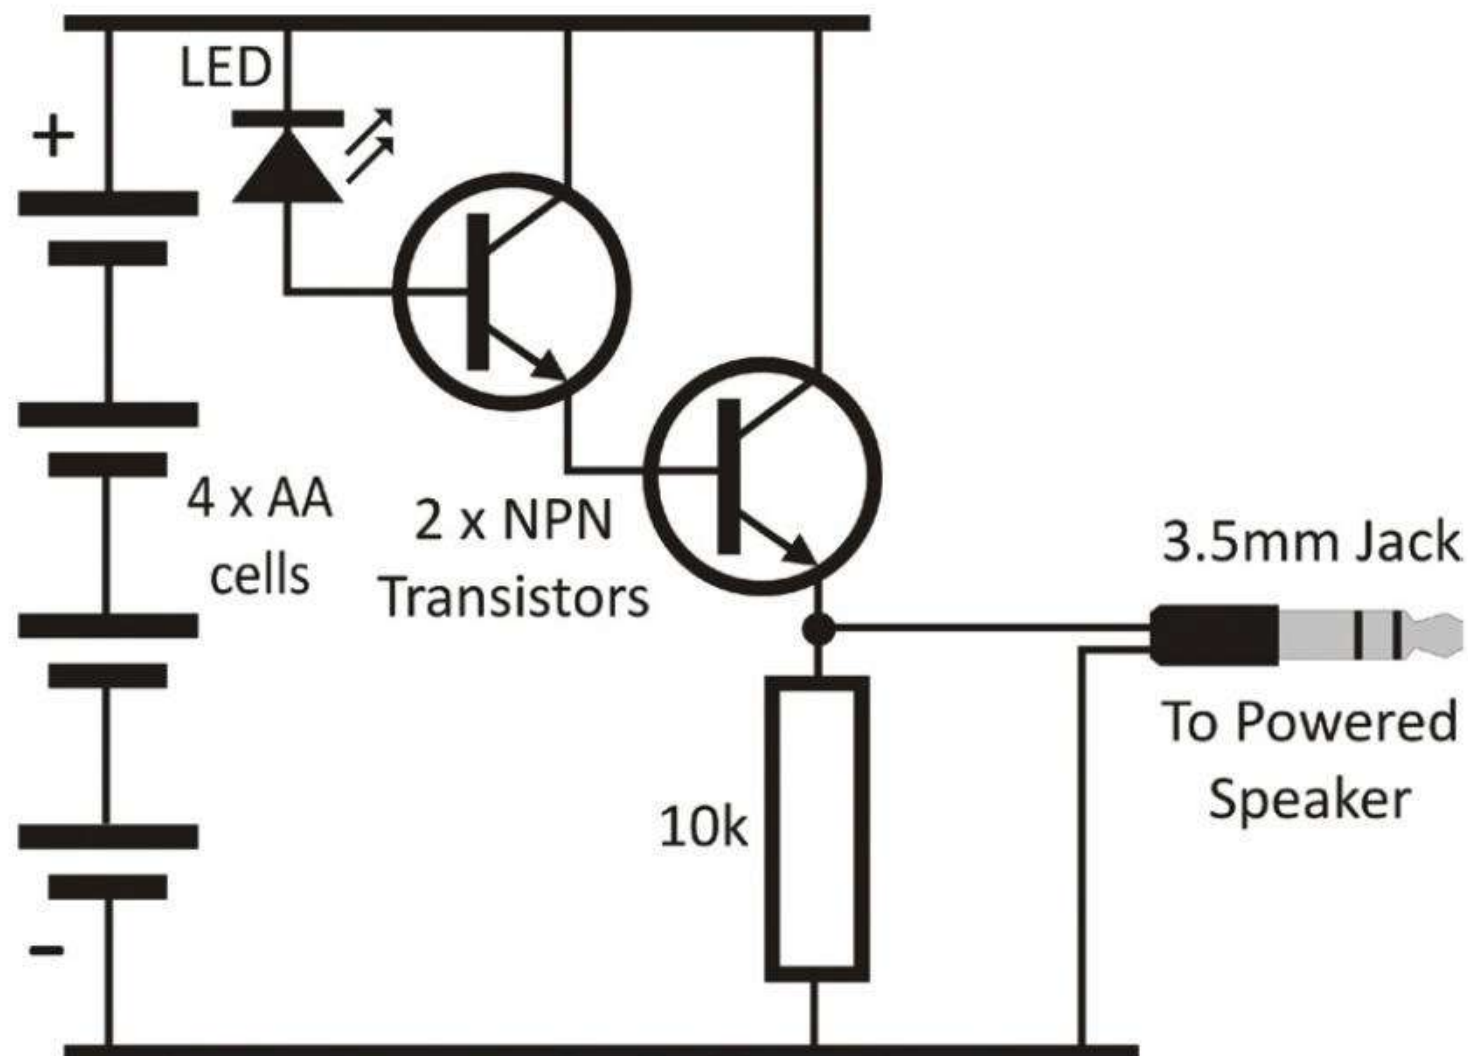 LED
+
4 x AA
cells
2 x NPN
Transistors
3.5mm Jack
To Powered
Speaker
10k
-